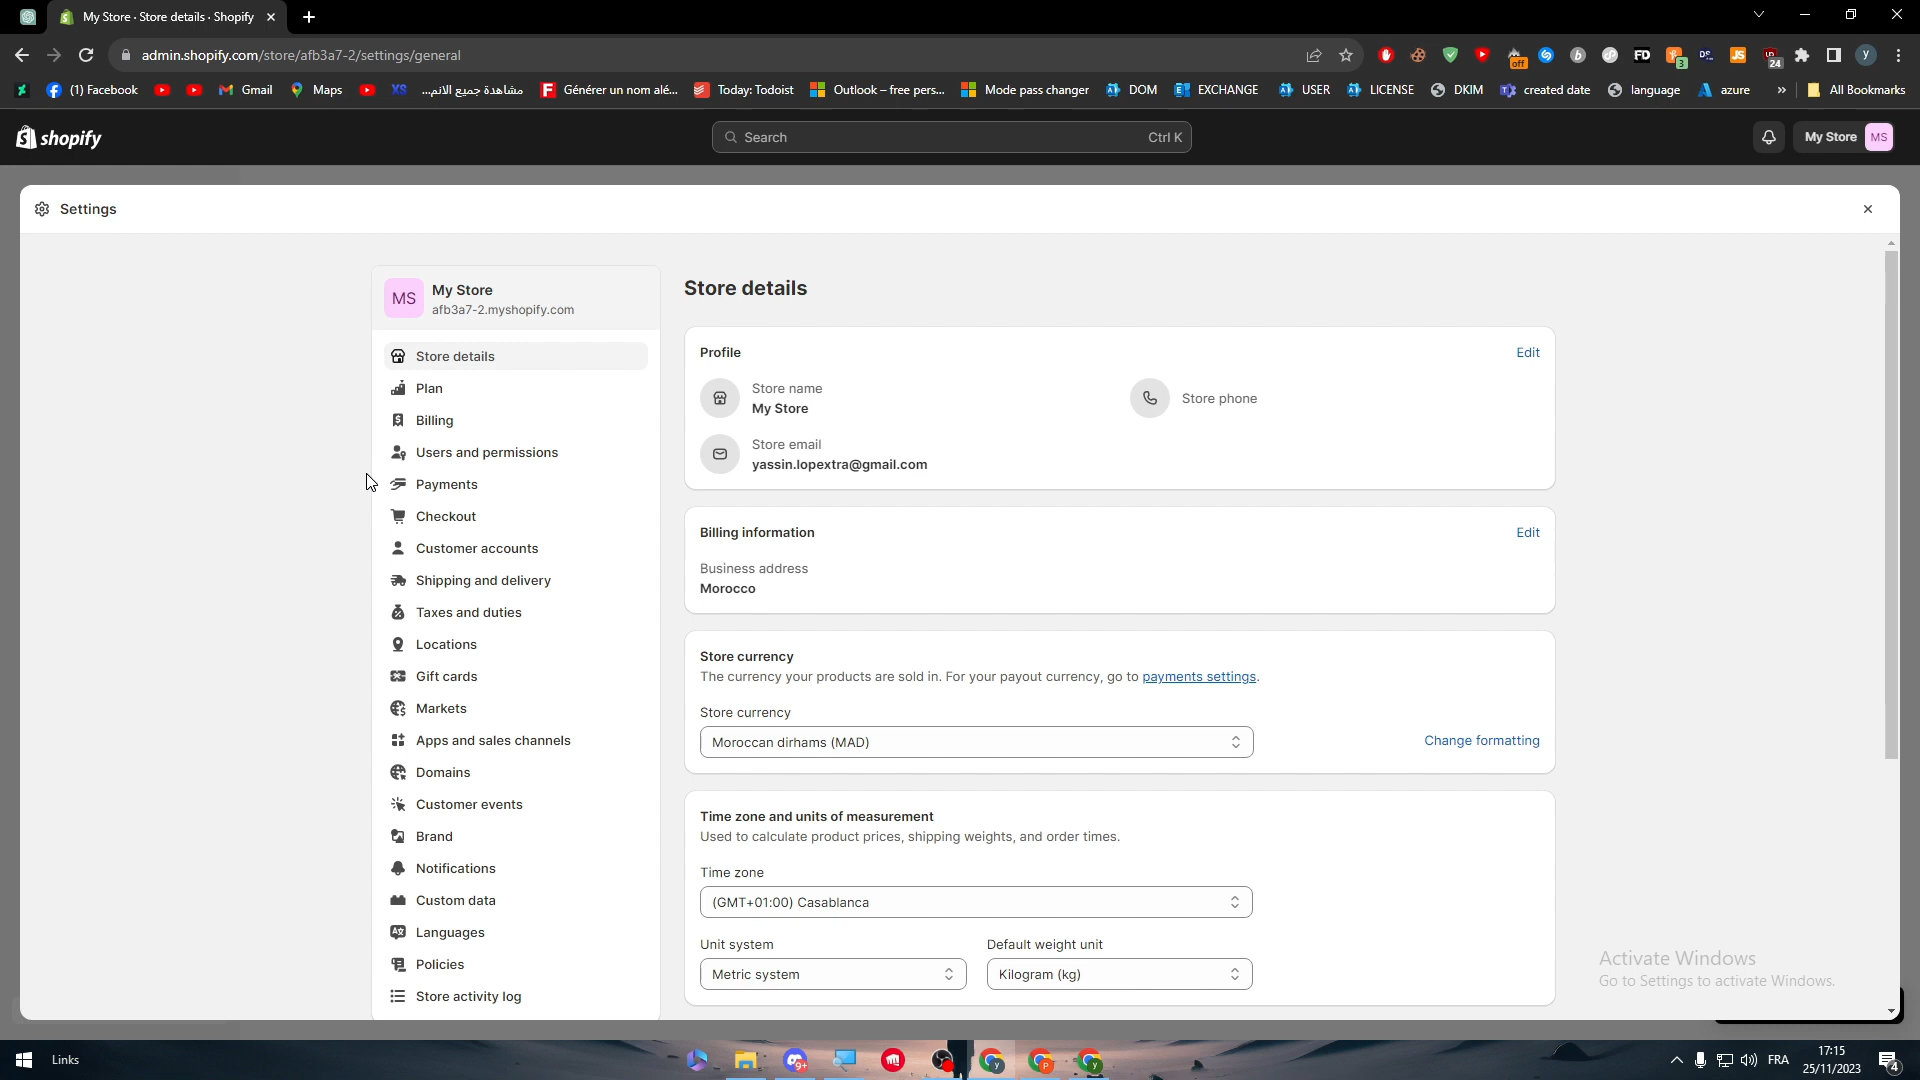 My Store · Store details · Shopify
admin.shopify.com/store/afb3a7-2/settings/general
off
FD
3
JS
24
y
(1) Facebook
Gmail
Maps
XS
مشاهدة جميع الانم...
Générer un nom alé...
Today: Todoist
Outlook – free pers...
Mode pass changer
DOM
EXCHANGE
USER
LICENSE
DKIM
created date
language
azure
»
All Bookmarks
shopify
Search
Ctrl K
My Store
MS
Settings
MS
My Store
afb3a7-2.myshopify.com
Store details
Plan
Billing
Users and permissions
Payments
Checkout
Customer accounts
Shipping and delivery
Taxes and duties
Locations
Gift cards
Markets
Apps and sales channels
Domains
Customer events
Brand
Notifications
Custom data
Languages
Policies
Store activity log
Store details
Profile
Edit
Store name
My Store
Store phone
Store email
yassin.lopextra@gmail.com
Billing information
Edit
Business address
Morocco
Store currency
The currency your products are sold in. For your payout currency, go to payments settings.
Store currency
Moroccan dirhams (MAD)
Change formatting
Time zone and units of measurement
Used to calculate product prices, shipping weights, and order times.
Time zone
(GMT+01:00) Casablanca
Unit system
Default weight unit
Metric system
Kilogram (kg)
Activate Windows
Go to Settings to activate Windows.
Links
9+
FRA
17:15
25/11/2023
4